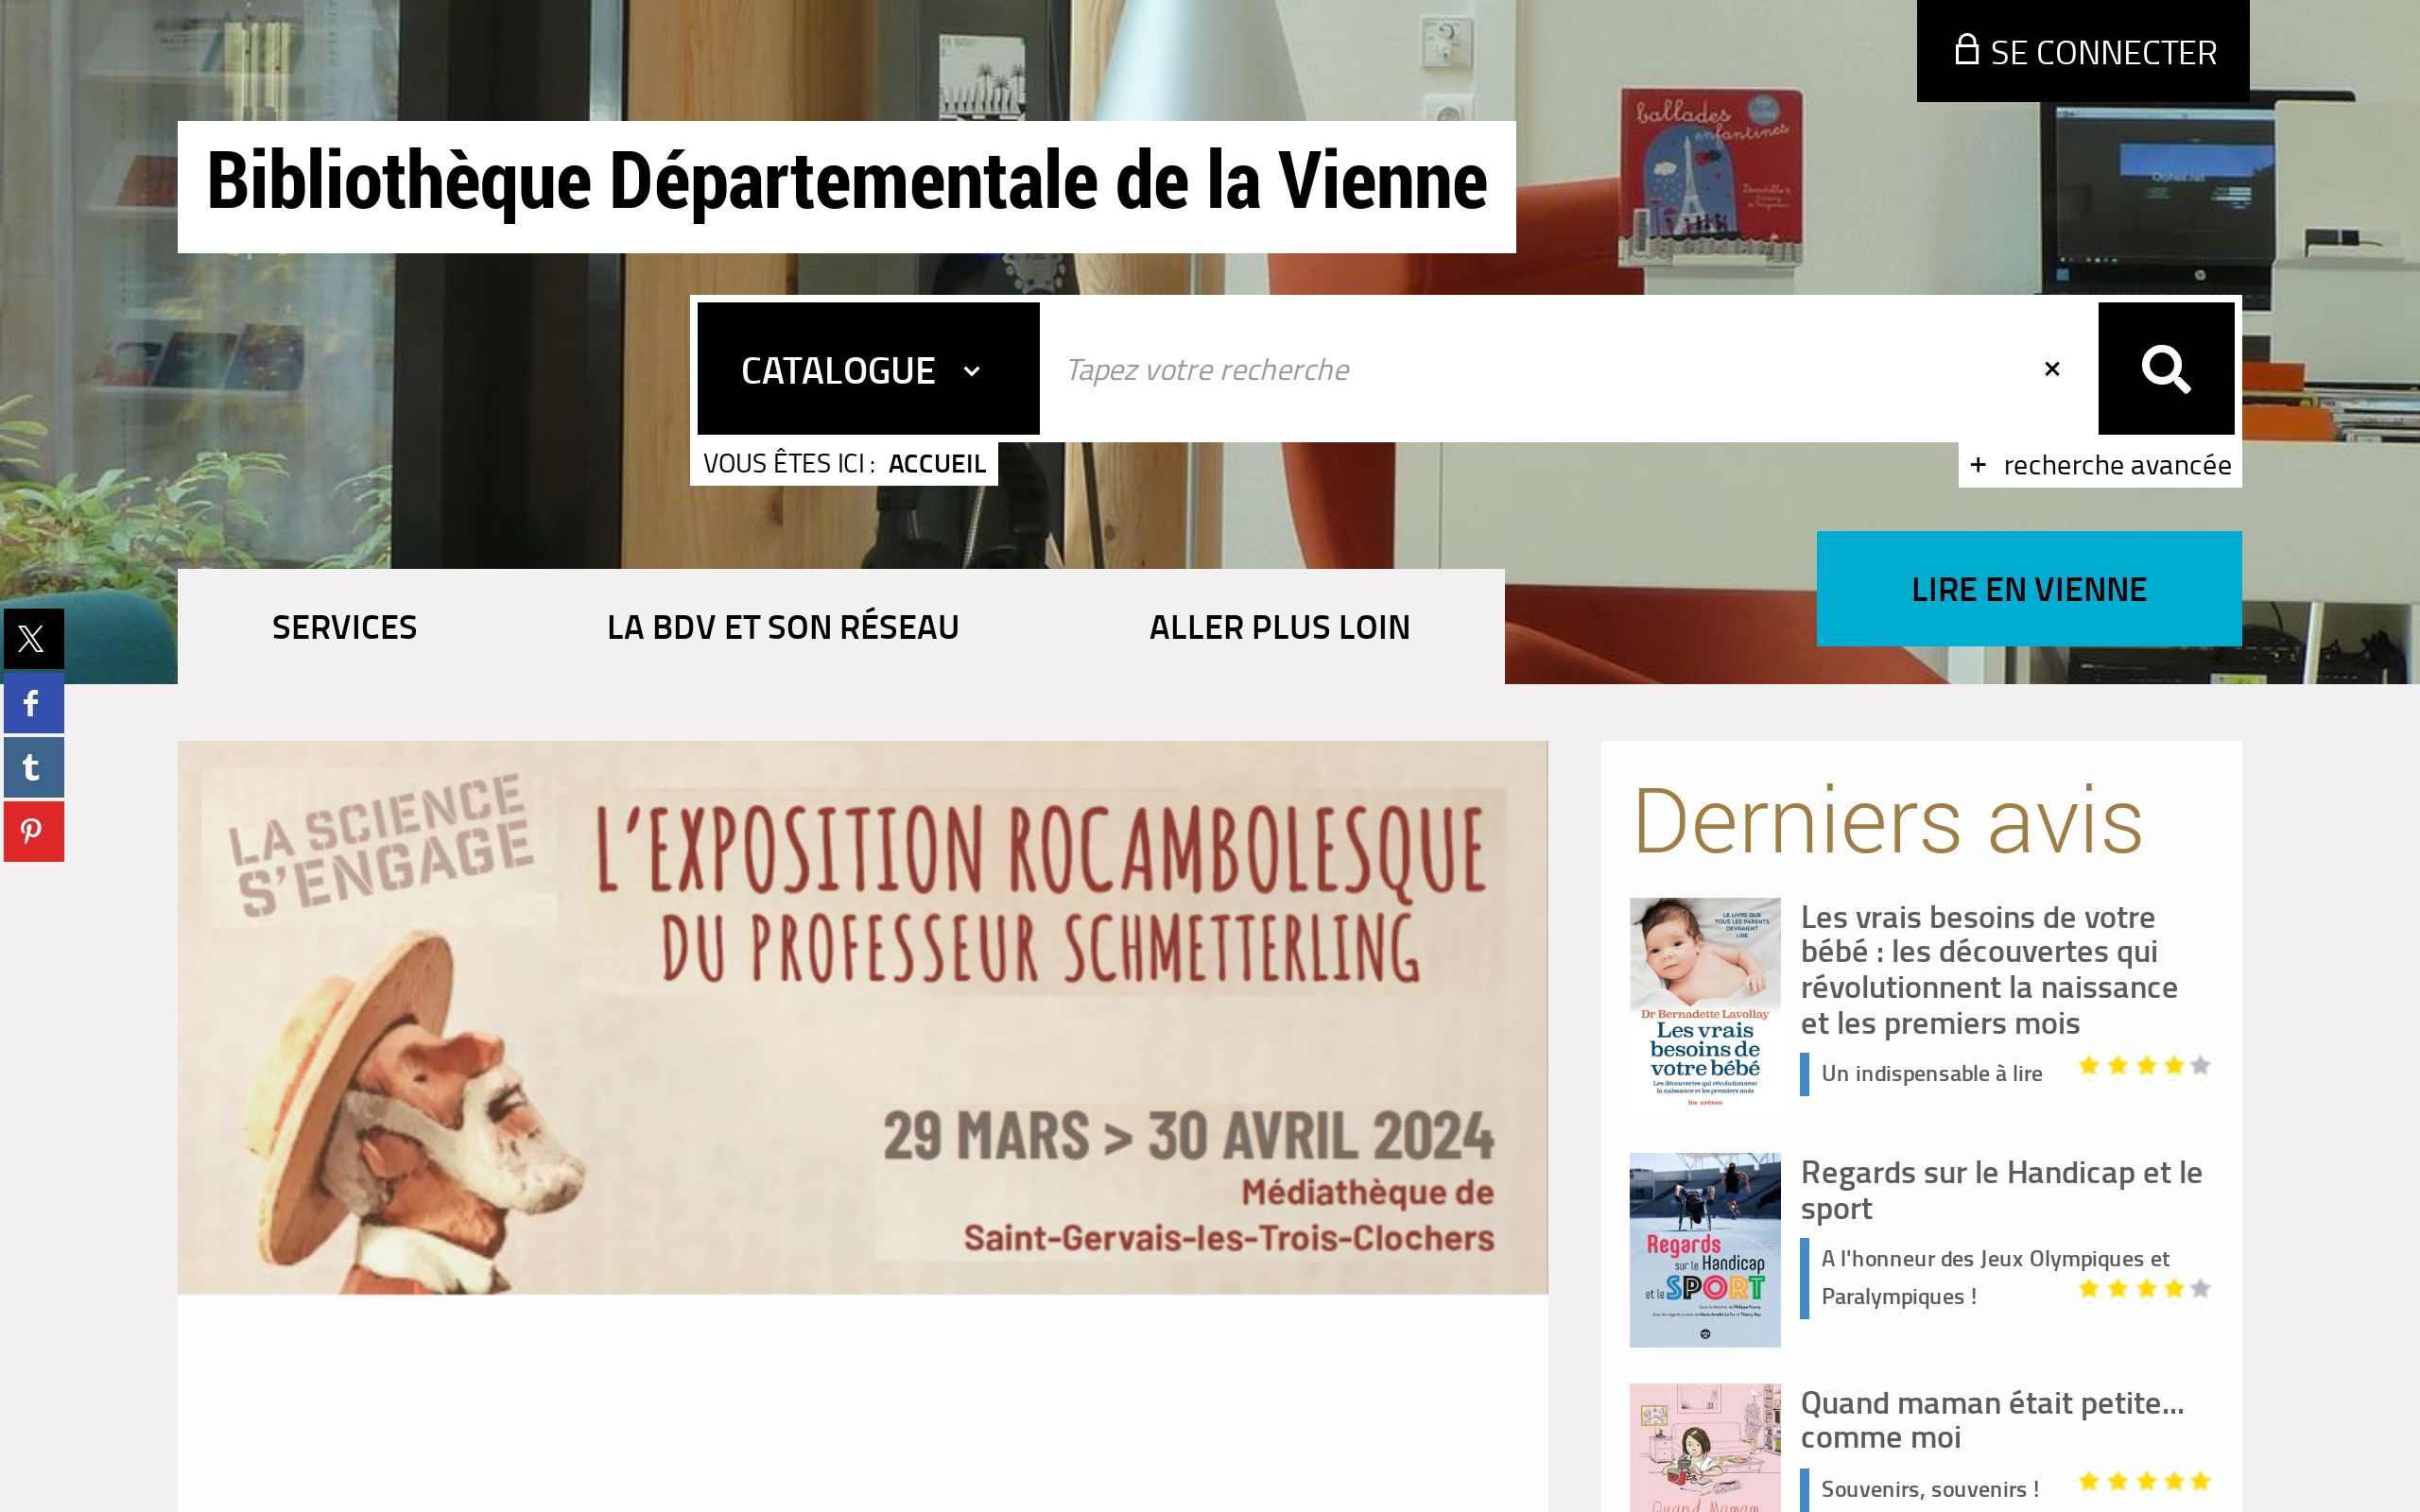 SE CONNECTER
ballades
enfantines
Bibliothèque Départementale de la Vienne
CATALOGUE
Tapez votre recherche
VOUS ÊTES ICI : ACCUEIL
+ recherche avancée
LIRE EN VIENNE
SERVICES
LA BDV ET SON RÉSEAU
ALLER PLUS LOIN
LA SCIENCE
S'ENGAGE
L'EXPOSITION ROCAMBOLESQUE
DU PROFESSEUR SCHMETTERLING
29 MARS > 30 AVRIL 2024
Médiathèque de
Saint-Gervais-les-Trois-Clochers
Derniers avis
LE LIVRE QUE
TOUS LES PARENTS
DEVRAIENT
LIRE
Dr Bernadette Lavollay
Les vrais
besoins de
votre bébé
Les découvertes qui révolutionnent
la naissance et les premiers mois
les arènes
Les vrais besoins de votre
bébé : les découvertes qui
révolutionnent la naissance
et les premiers mois
Un indispensable à lire
Regards
sur le Handicap
et le SPORT
Regards sur le Handicap et le
sport
A l'honneur des Jeux Olympiques et
Paralympiques !
Quand Maman
Quand maman était petite...
comme moi
Souvenirs, souvenirs !